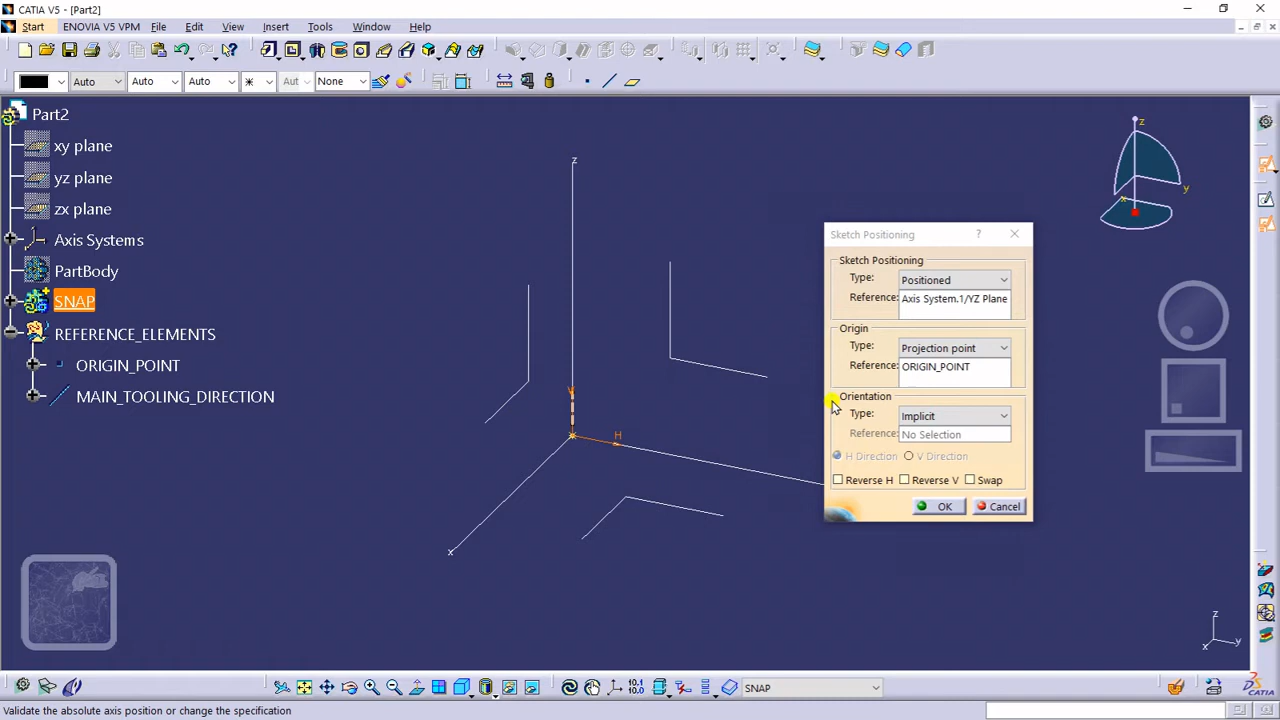 CATIA V5 - [Part2]
Start ENOVIA V5 VPM File Edit View Insert Tools Window Help
Auto Auto Auto Aut None
Part2
xy plane
yz plane
zx plane
Axis Systems
PartBody
SNAP
REFERENCE_ELEMENTS
ORIGIN_POINT
MAIN_TOOLING_DIRECTION
z
V
H
x
z
y
x
Sketch Positioning ?
Sketch Positioning
Type: Positioned
Reference: Axis System.1/YZ Plane
Origin
Type: Projection point
Reference: ORIGIN_POINT
Orientation
Type: Implicit
Reference: No Selection
H Direction V Direction
Reverse H Reverse V Swap
OK Cancel
z
y
x
10.0
SNAP
CATIA
Validate the absolute axis position or change the specification